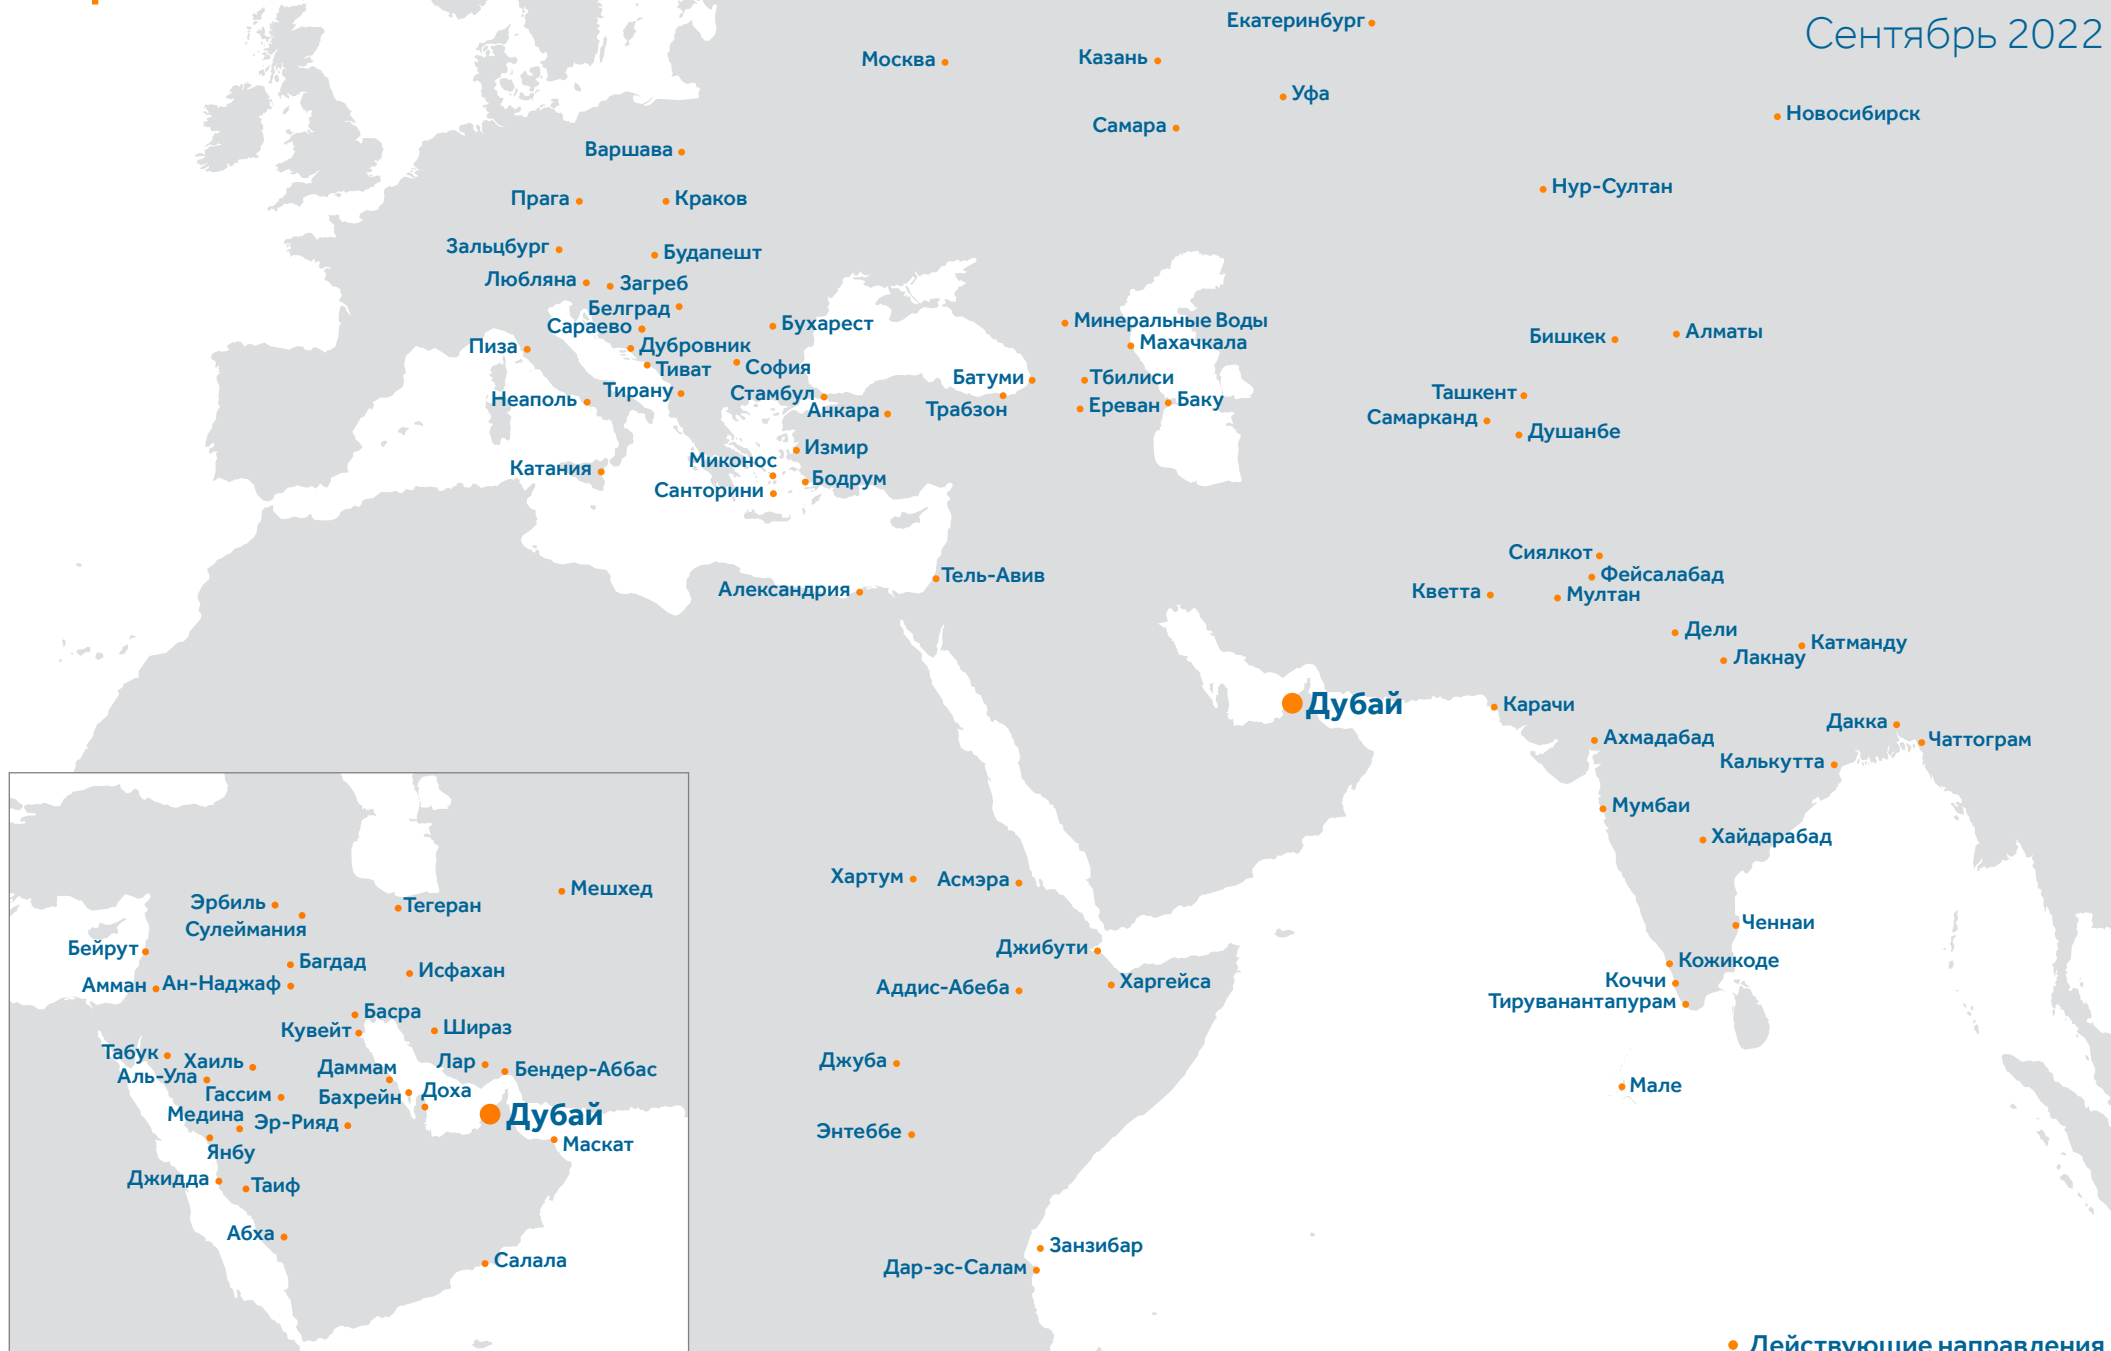 Сентябрь 2022
Екатеринбург
Москва
Казань
Уфа
Новосибирск
Самара
Варшава
Нур-Султан
Прага
Краков
Зальцбург
Будапешт
Любляна
Загреб
Белград
Сараево
Бухарест
Минеральные Воды
Махачкала
Бишкек
Алматы
Пиза
Дубровник
Тиват
София
Батуми
Тбилиси
Тирану
Стамбул
Ташкент
Неаполь
Анкара
Трабзон
Ереван
Баку
Самарканд
Душанбе
Измир
Миконос
Катания
Бодрум
Санторини
Сиялкот
Фейсалабад
Тель-Авив
Александрия
Кветта
Мултан
Дели
Катманду
Лакнау
Дубай
Карачи
Дакка
Ахмадабад
Чаттограм
Калькутта
Мумбаи
Хайдарабад
Хартум
Асмэра
Ченнаи
Джибути
Кожикоде
Харгейса
Коччи
Аддис-Абеба
Тируванантапурам
Джуба
Мале
Энтеббе
Занзибар
Дар-эс-Салам
Мешхед
Эрбиль
Тегеран
Сулеймания
Бейрут
Багдад
Исфахан
Амман
Ан-Наджаф
Басра
Кувейт
Шираз
Табук
Хаиль
Лар
Даммам
Бендер-Аббас
Аль-Ула
Гассим
Бахрейн
Доха
Медина
Эр-Рияд
Дубай
Маскат
Янбу
Джидда
Таиф
Абха
Салала
Действующие направления